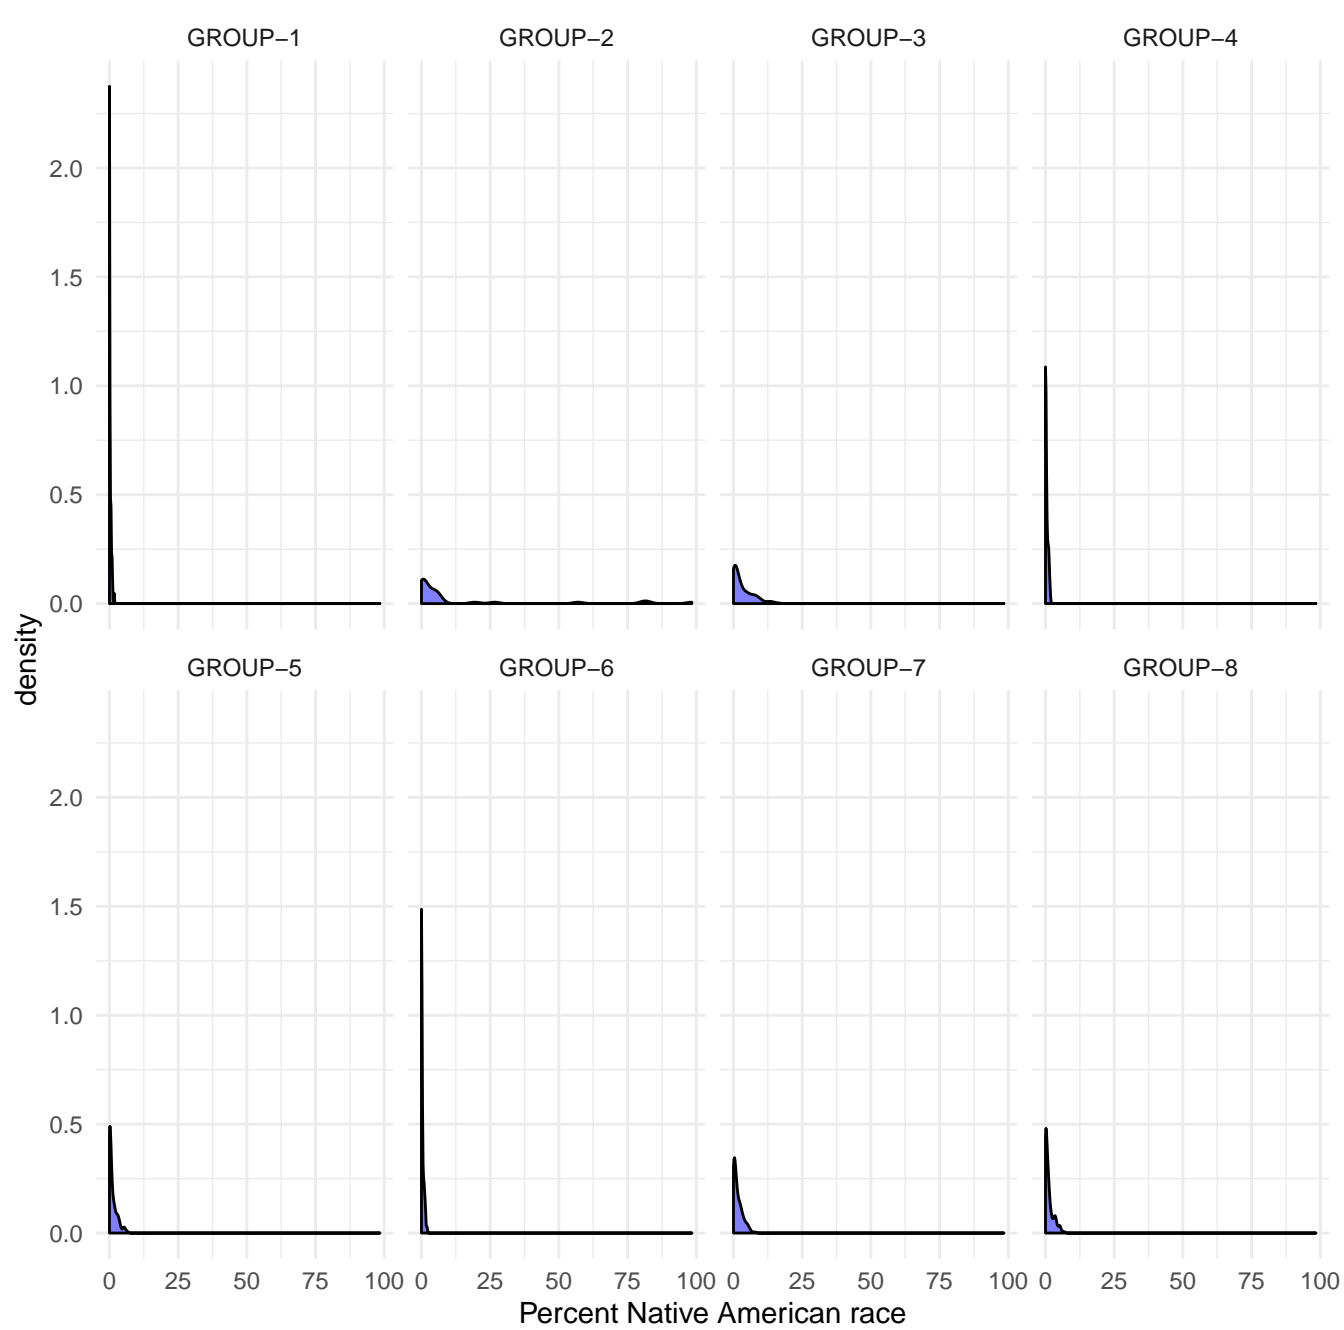 GROUP−1 GROUP−2 GROUP−3 GROUP−4
2.0
1.5
1.0
0.5
0.0
density
GROUP−5 GROUP−6 GROUP−7 GROUP−8
2.0
1.5
1.0
0.5
0.0
0 25 50 75 100 0 25 50 75 100 0 25 50 75 100 0 25 50 75 100
Percent Native American race